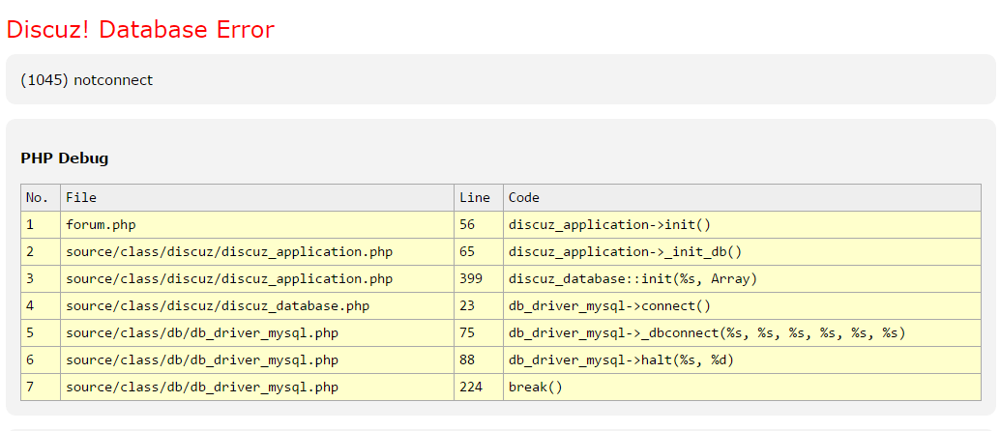 Discuz! Database Error
(1045) notconnect
PHP Debug
No. File Line Code
1 forum.php 56 discuz_application->init()
2 source/class/discuz/discuz_application.php 65 discuz_application->_init_db()
3 source/class/discuz/discuz_application.php 399 discuz_database::init(%s, Array)
4 source/class/discuz/discuz_database.php 23 db_driver_mysql->connect()
5 source/class/db/db_driver_mysql.php 75 db_driver_mysql->_dbconnect(%s, %s, %s, %s, %s, %s)
6 source/class/db/db_driver_mysql.php 88 db_driver_mysql->halt(%s, %d)
7 source/class/db/db_driver_mysql.php 224 break()